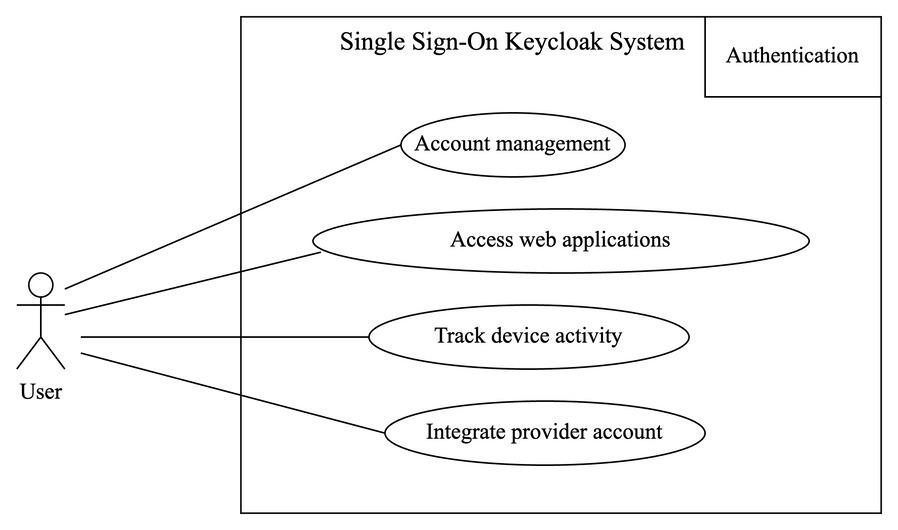 Single Sign-On Keycloak System
Authentication
Account management
Access web applications
Track device activity
Integrate provider account
User